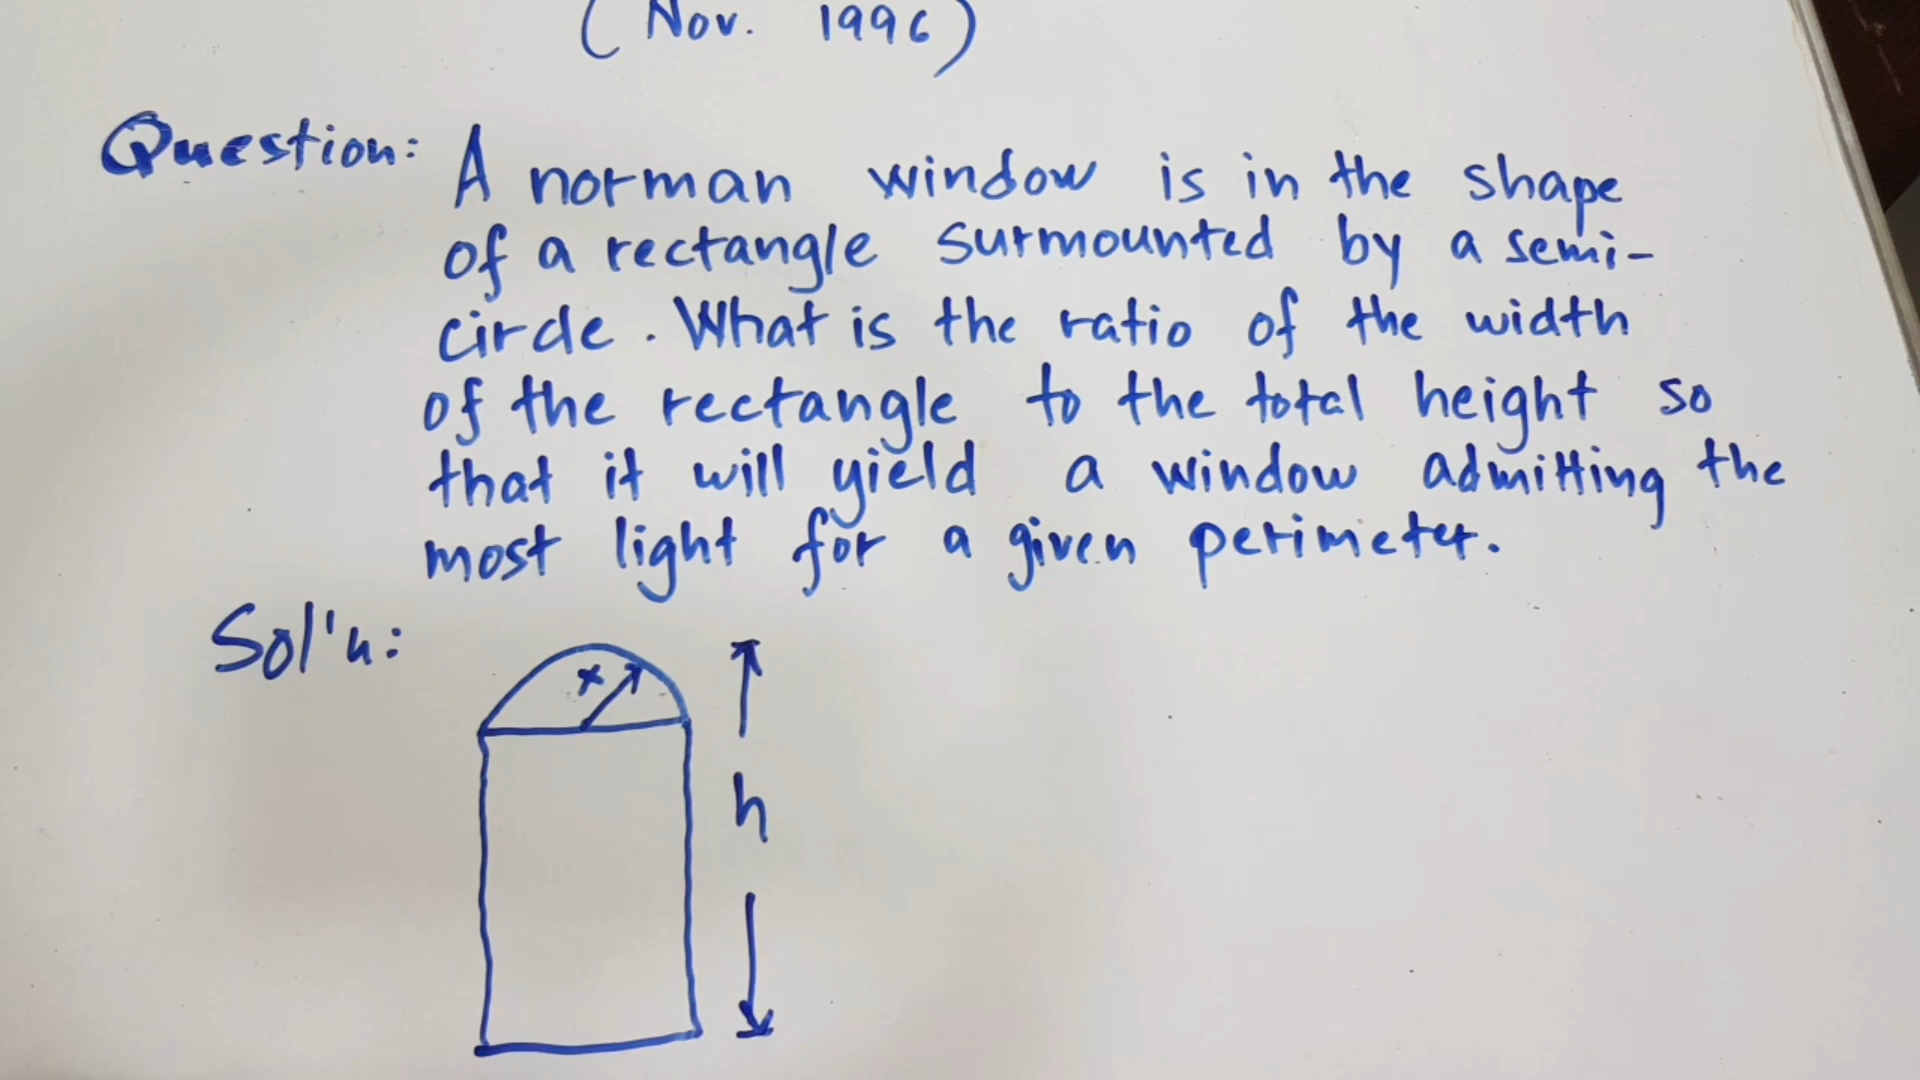 (Nov. 1996)
Question: A norman window is in the shape
of a rectangle surmounted by a semi-
circle. What is the ratio of the width
of the rectangle to the total height so
that it will yield a window admitting the
most light for a given perimeter.
Sol'n:
x
h